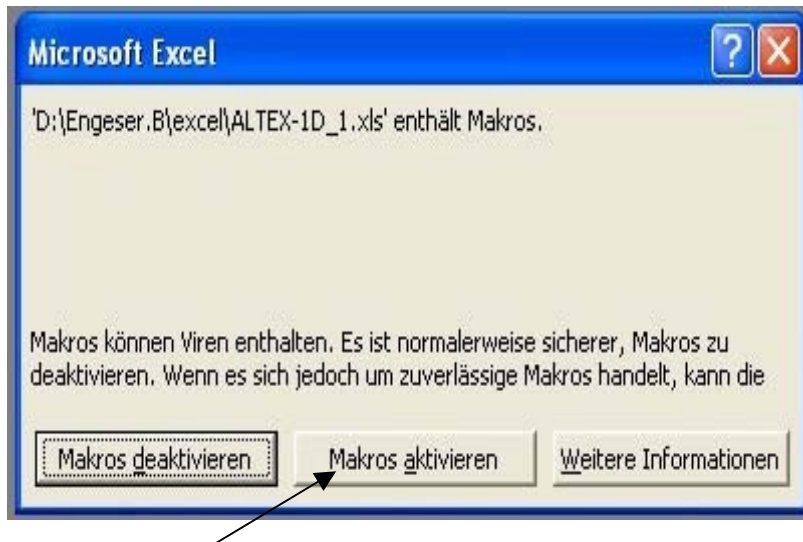 Microsoft Excel
'D:\Engeser.B\excel\ALTEX-1D_1.xls' enthält Makros.
Makros können Viren enthalten. Es ist normalerweise sicherer, Makros zu
deaktivieren. Wenn es sich jedoch um zuverlässige Makros handelt, kann die
Makros deaktivieren Makros aktivieren Weitere Informationen